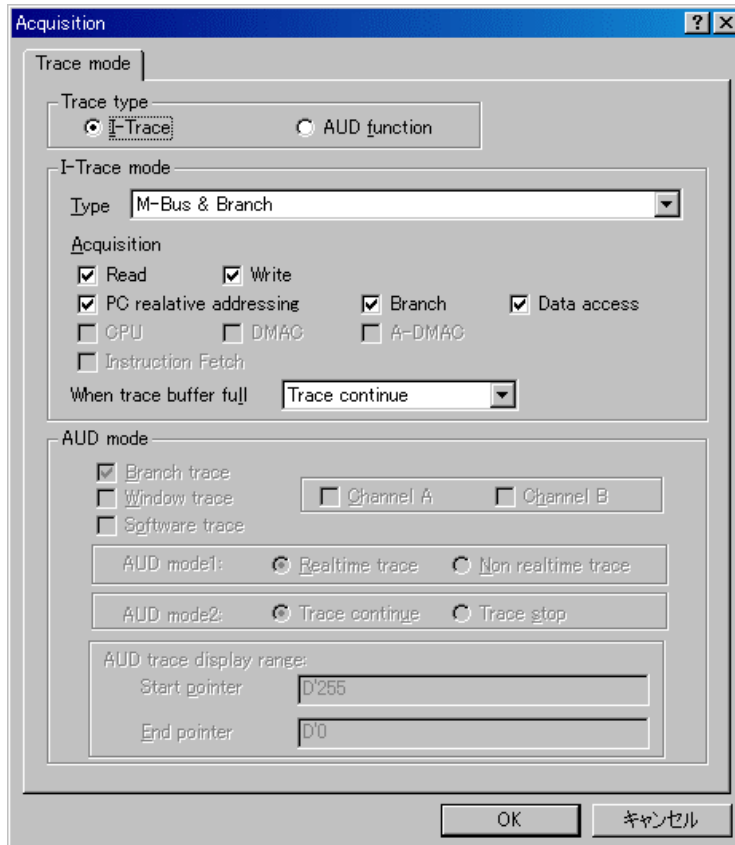 Acquisition
Trace mode
Trace type
I-Trace AUD function
I-Trace mode
Type M-Bus & Branch
Acquisition
Read Write
PC realative addressing Branch Data access
CPU DMAC A-DMAC
Instruction Fetch
When trace buffer full Trace continue
AUD mode
Branch trace
Window trace Channel A Channel B
Software trace
AUD mode1: Realtime trace Non realtime trace
AUD mode2: Trace continue Trace stop
AUD trace display range:
Start pointer D'255
End pointer D'0
OK キャンセル